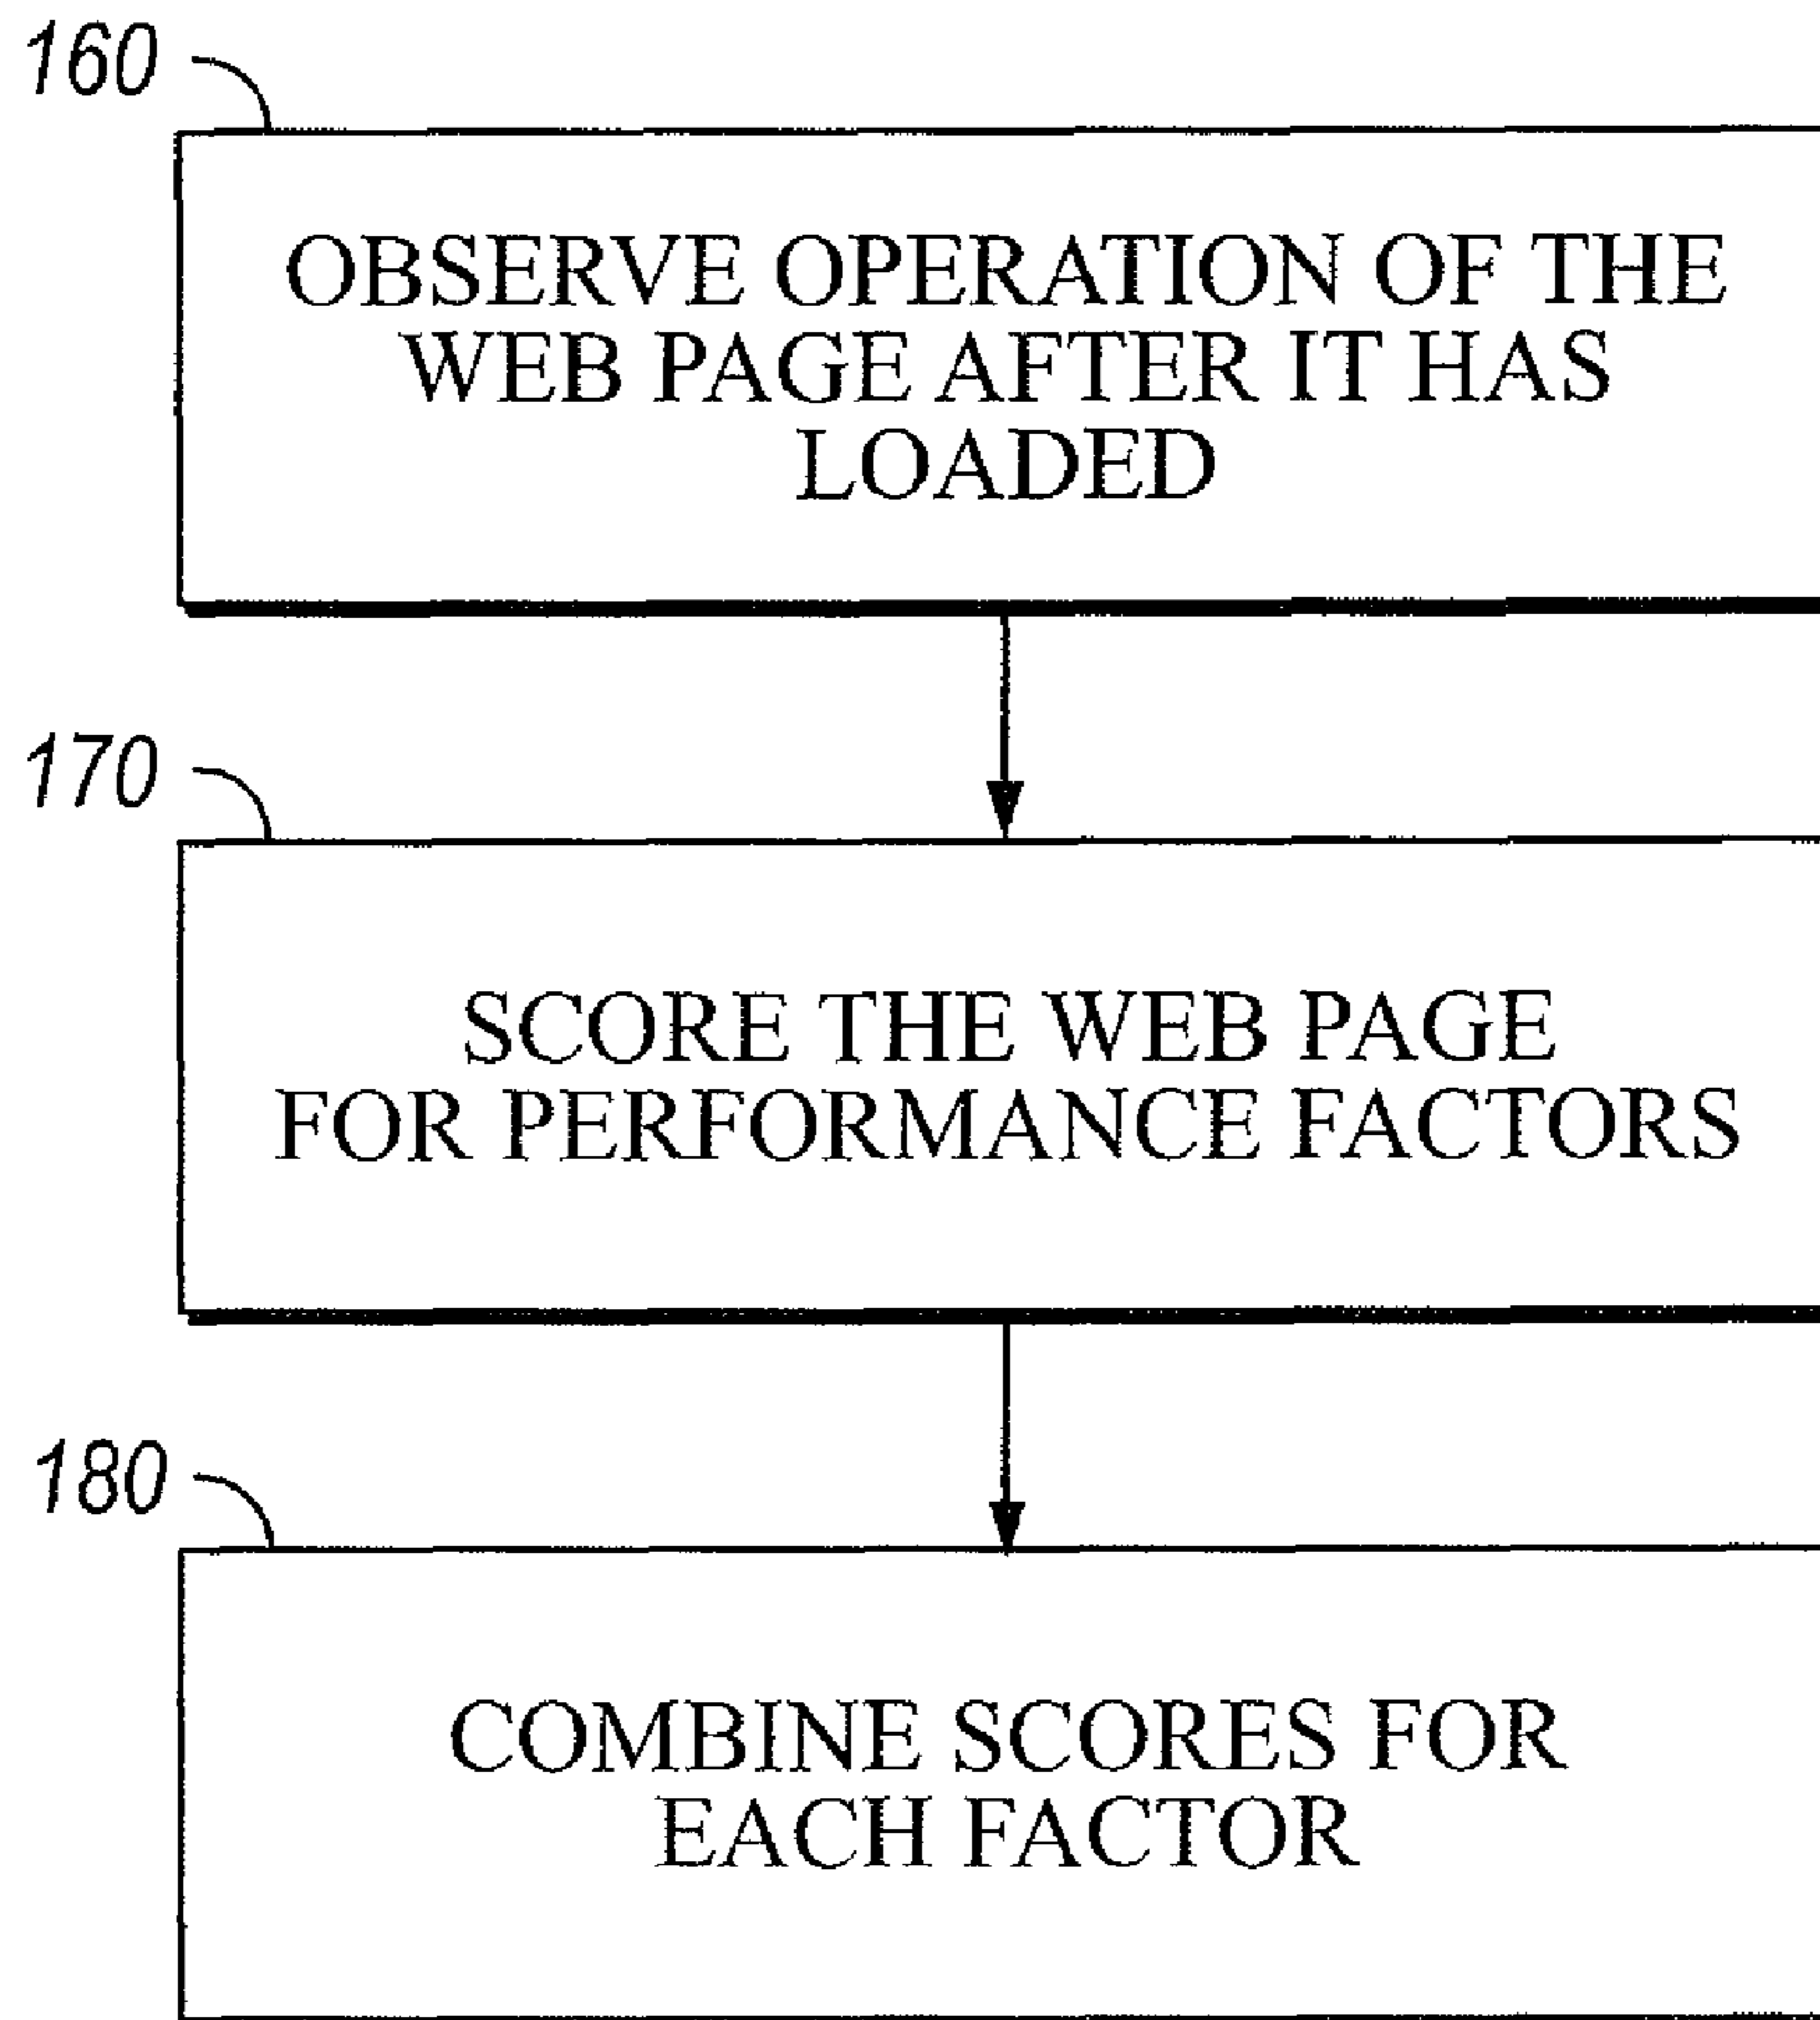 160
OBSERVE OPERATION OF THE
WEB PAGE AFTER IT HAS
LOADED
170
SCORE THE WEB PAGE
FOR PERFORMANCE FACTORS
180
COMBINE SCORES FOR
EACH FACTOR